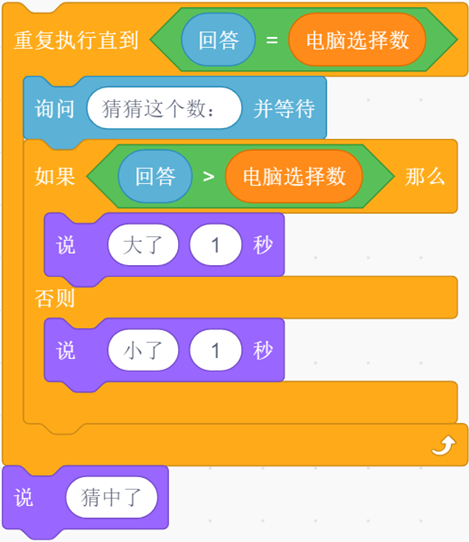 重复执行直到 回答 = 电脑选择数
询问 猜猜这个数： 并等待
如果 回答 > 电脑选择数 那么
说 大了 1 秒
否则
说 小了 1 秒
说 猜中了